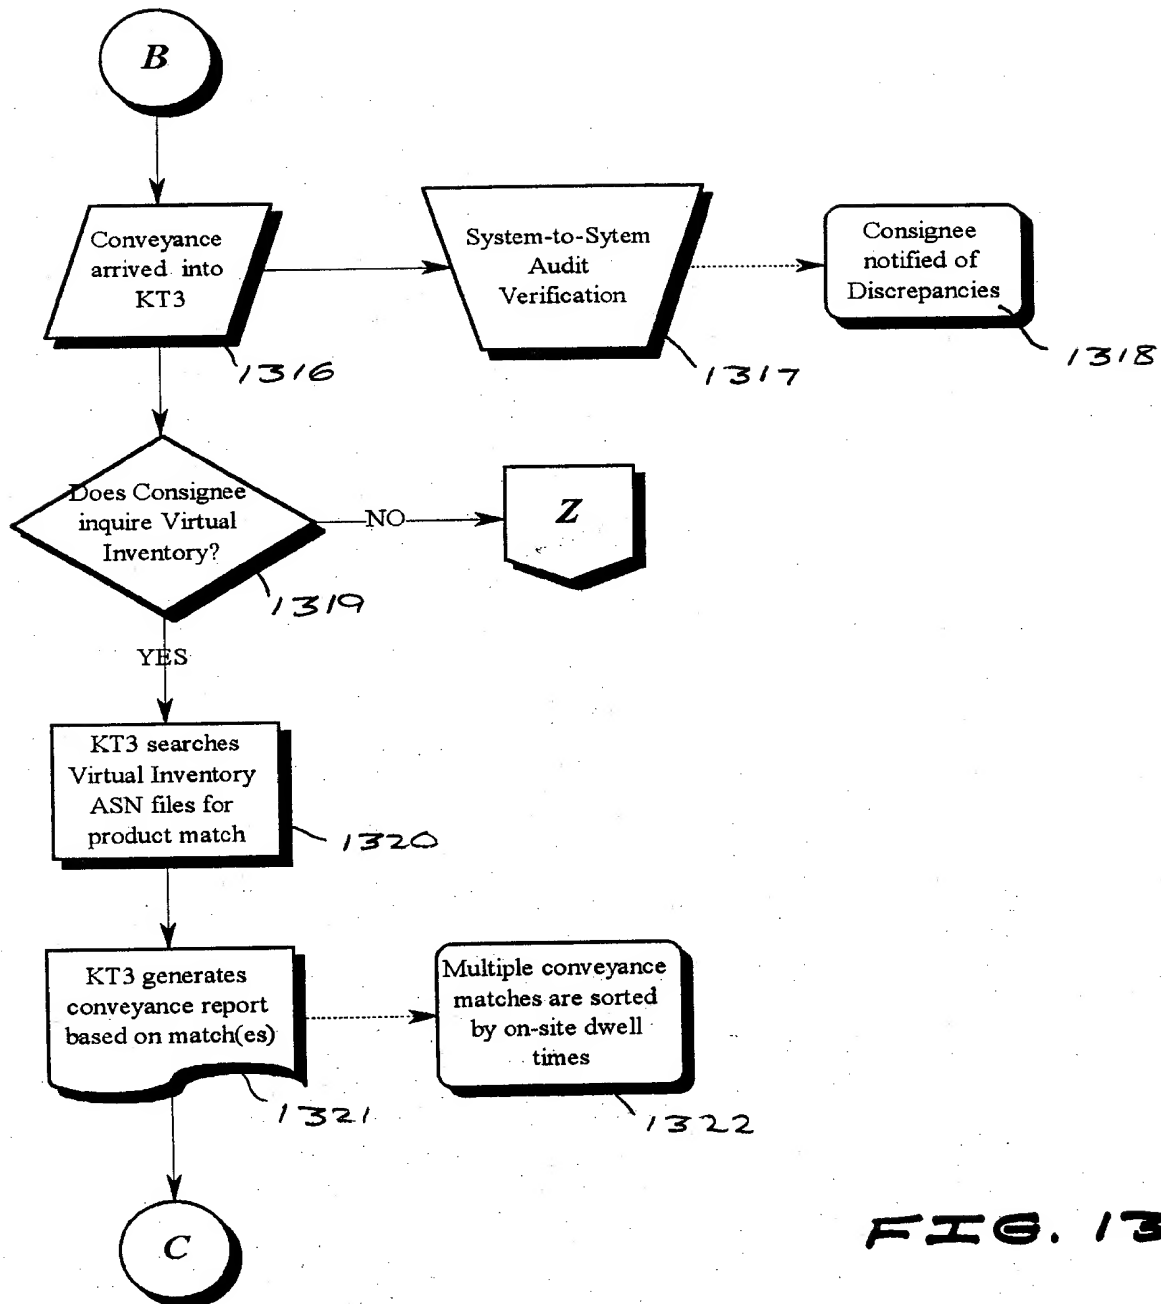 B
Conveyance
arrived into
KT3
1316
System-to-Sytem
Audit
Verification
1317
Consignee
notified of
Discrepancies
1318
Does Consignee
inquire Virtual
Inventory?
1319
NO
Z
YES
KT3 searches
Virtual Inventory
ASN files for
product match
1320
KT3 generates
conveyance report
based on match(es)
1321
Multiple conveyance
matches are sorted
by on-site dwell
times
1322
C
FIG. 13